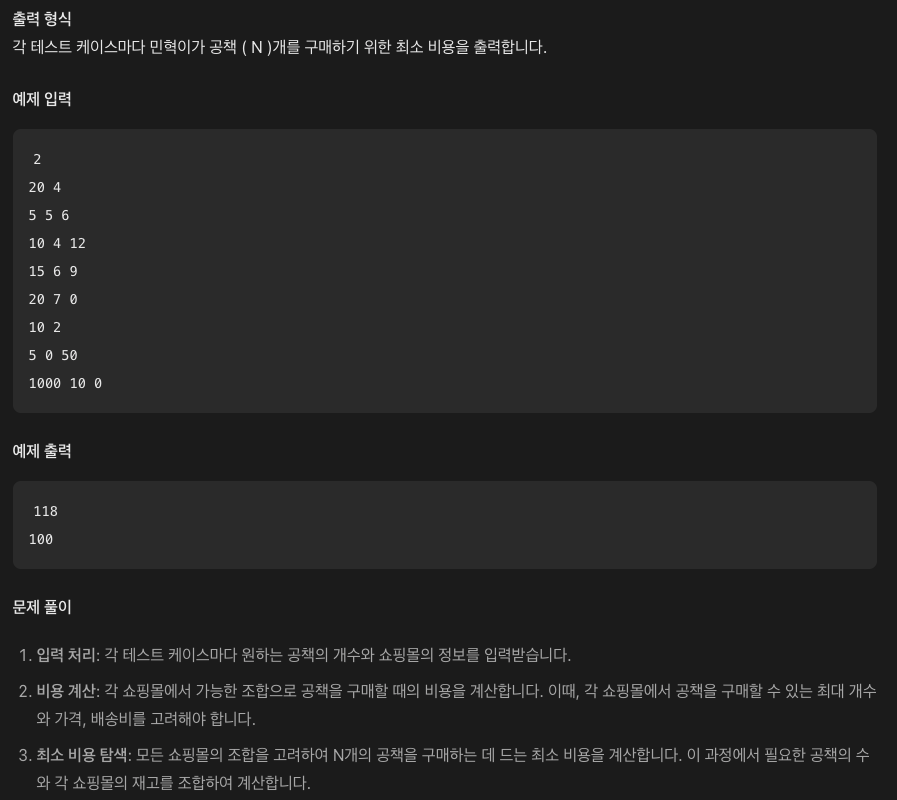 출력 형식
각 테스트 케이스마다 민혁이가 공책 ( N )개를 구매하기 위한 최소 비용을 출력합니다.
예제 입력
2
20 4
5 5 6
10 4 12
15 6 9
20 7 0
10 2
5 0 50
1000 10 0
예제 출력
118
100
문제 풀이
1. 입력 처리: 각 테스트 케이스마다 원하는 공책의 개수와 쇼핑몰의 정보를 입력받습니다.
2. 비용 계산: 각 쇼핑몰에서 가능한 조합으로 공책을 구매할 때의 비용을 계산합니다. 이때, 각 쇼핑몰에서 공책을 구매할 수 있는 최대 개수
와 가격, 배송비를 고려해야 합니다.
3. 최소 비용 탐색: 모든 쇼핑몰의 조합을 고려하여 N개의 공책을 구매하는 데 드는 최소 비용을 계산합니다. 이 과정에서 필요한 공책의 수
와 각 쇼핑몰의 재고를 조합하여 계산합니다.